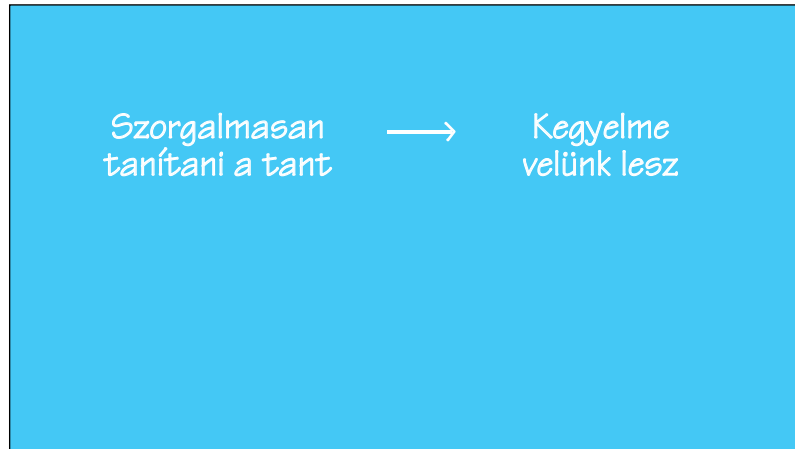 Szorgalmasan
tanítani a tant
⟶
Kegyelme
velünk lesz